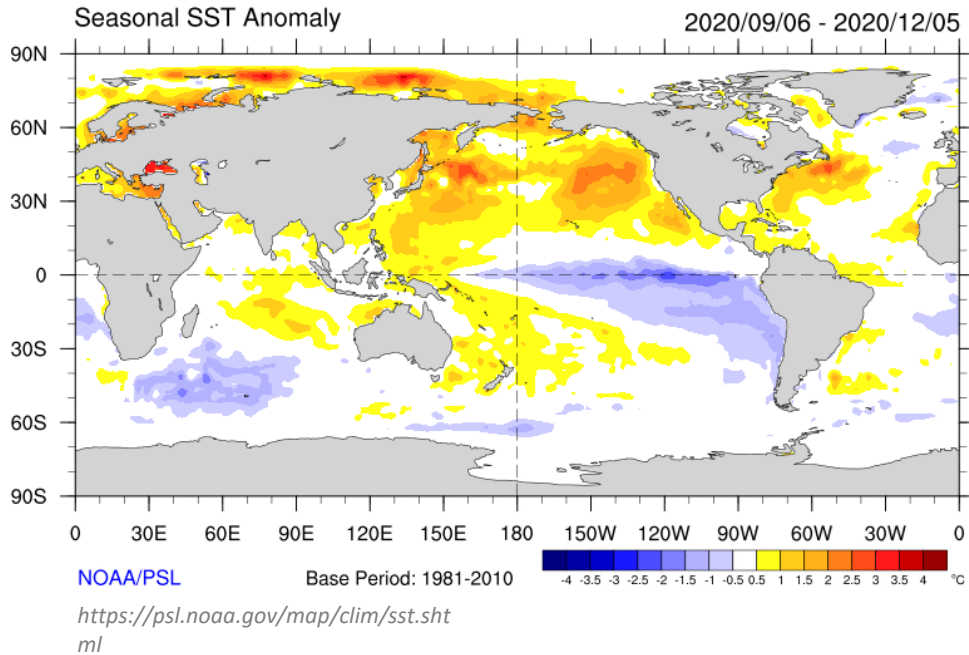 Seasonal SST Anomaly 2020/09/06 - 2020/12/05
90N
60N
30N
0
30S
60S
90S
0 30E 60E 90E 120E 150E 180 150W 120W 90W 60W 30W 0
NOAA/PSL Base Period: 1981-2010
-4 -3.5 -3 -2.5 -2 -1.5 -1 -0.5 0.5 1 1.5 2 2.5 3 3.5 4 °C
https://psl.noaa.gov/map/clim/sst.sht
ml